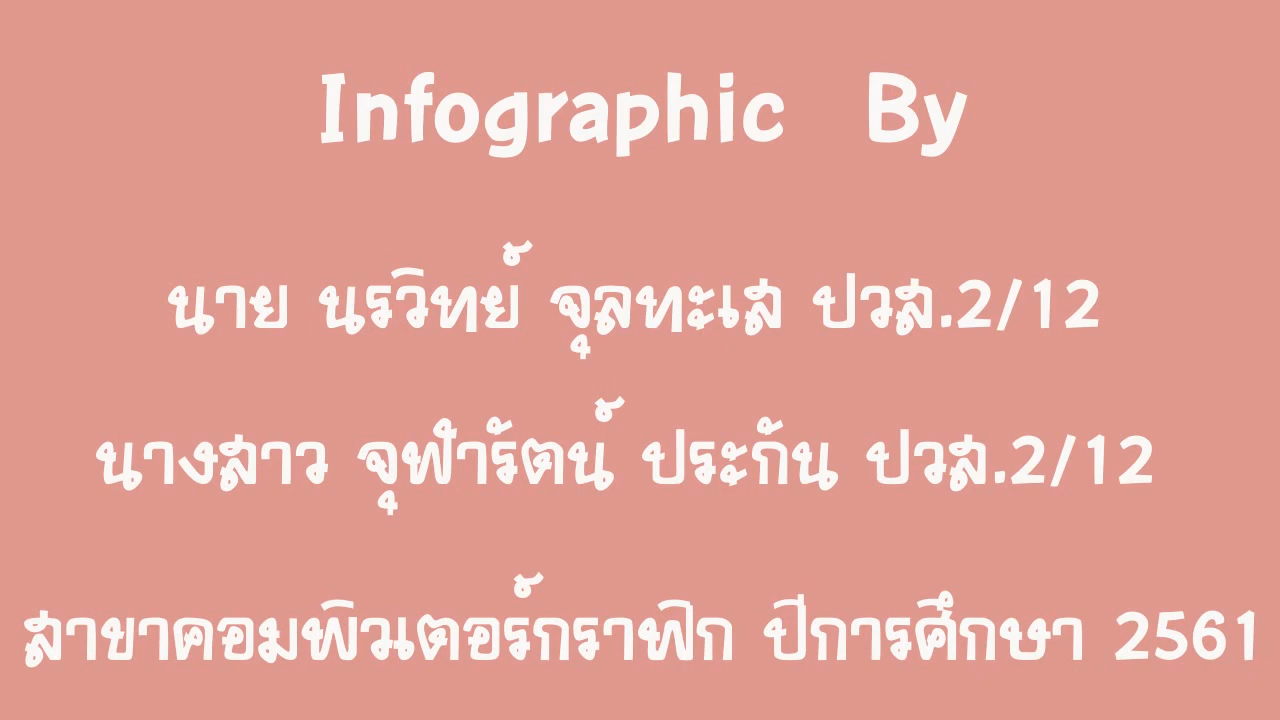 Infographic By
นาย นรวิทย์ จุลทะเส ปวส.2/12
นางสาว จุฬารัตน์ ประกัน ปวส.2/12
สาขาคอมพิวเตอร์กราฟิก ปีการศึกษา 2561